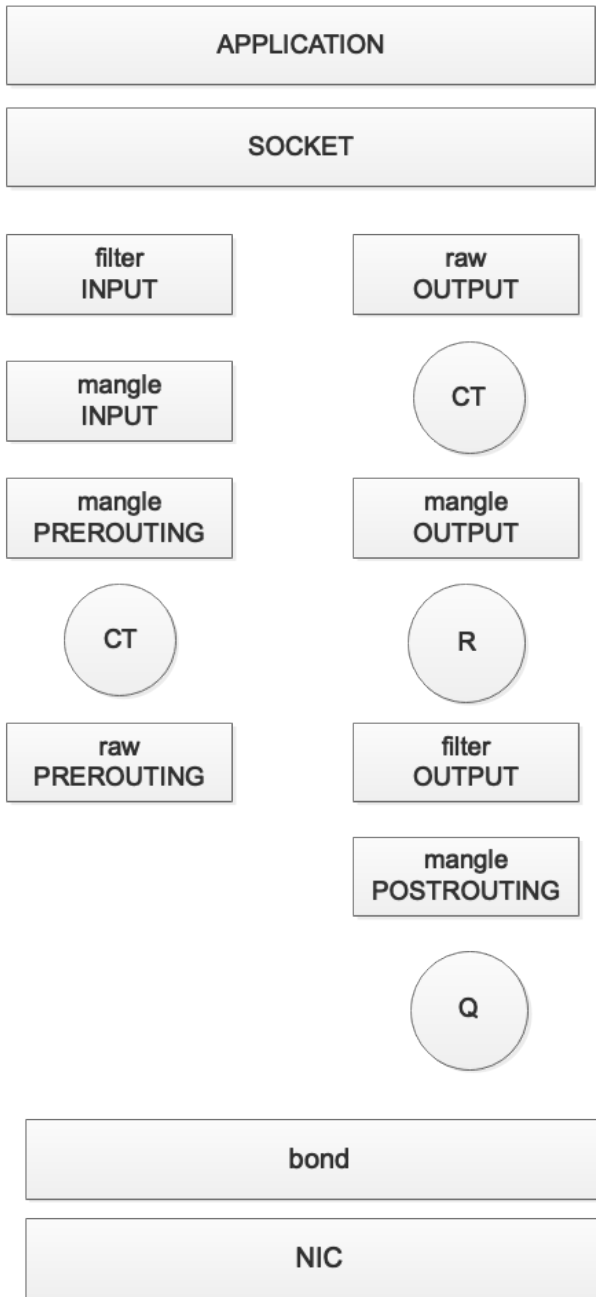 APPLICATION
SOCKET
filter
INPUT
raw
OUTPUT
mangle
INPUT
CT
mangle
PREROUTING
mangle
OUTPUT
CT
R
raw
PREROUTING
filter
OUTPUT
mangle
POSTROUTING
Q
bond
NIC